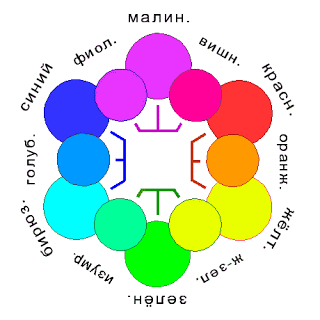 малин.
вишн.
красн.
оранж.
жёлт.
ж-зел.
зелён.
изумр.
бирюз.
голуб.
синий
фиол.